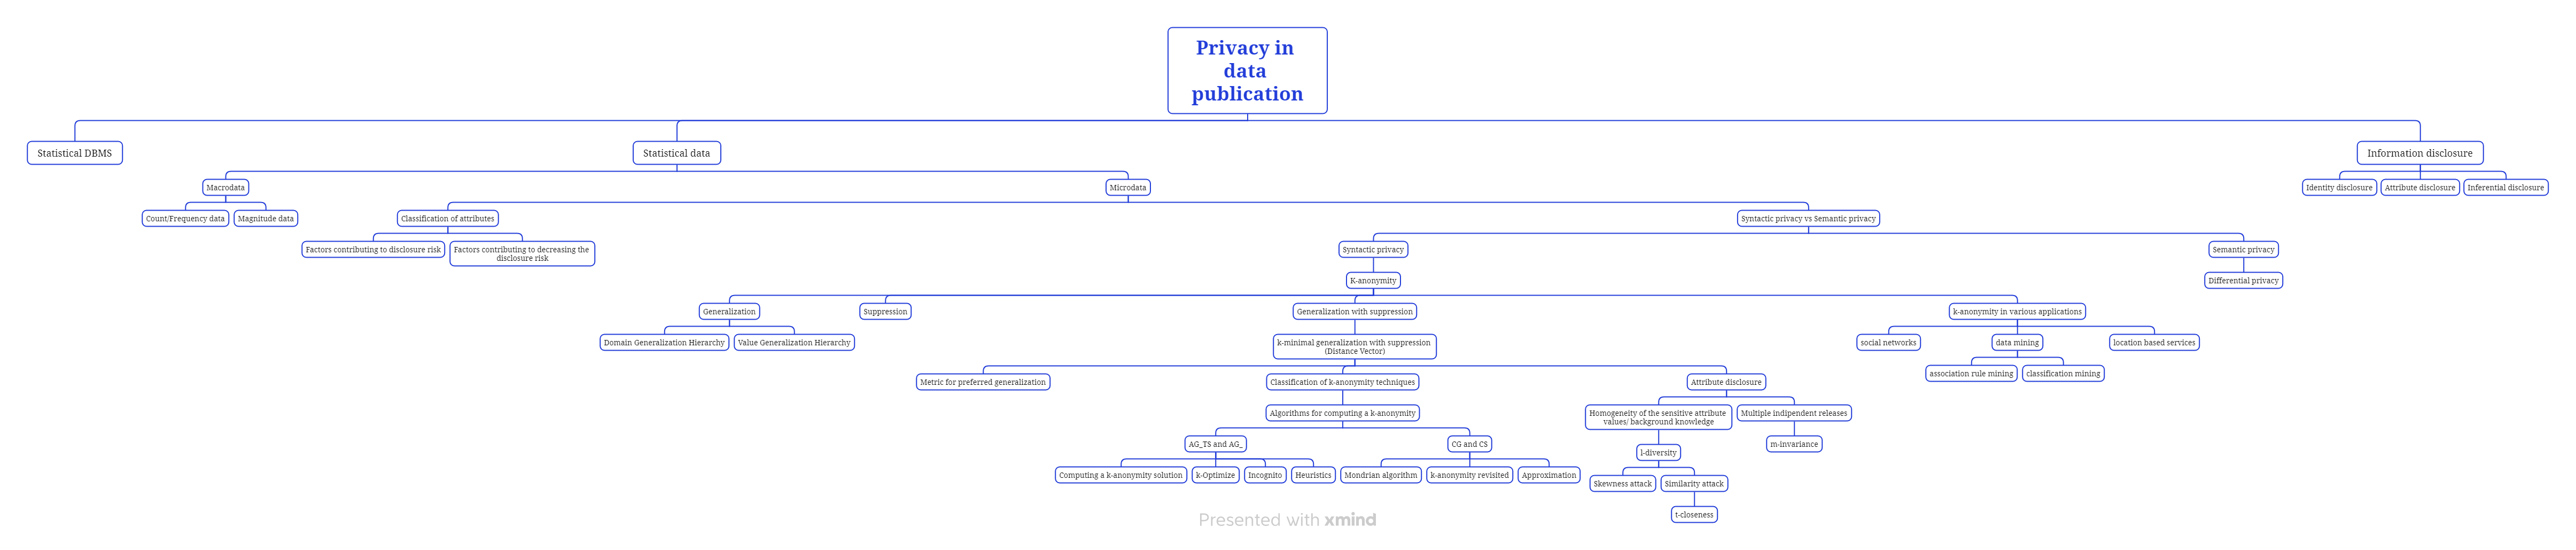 Privacy in
data
publication
Statistical DBMS
Statistical data
Information disclosure
Macrodata
Microdata
Identity disclosure
Attribute disclosure
Inferential disclosure
Count/Frequency data
Magnitude data
Classification of attributes
Syntactic privacy vs Semantic privacy
Factors contributing to disclosure risk
Factors contributing to decreasing the
disclosure risk
Syntactic privacy
Semantic privacy
K-anonymity
Differential privacy
Generalization
Suppression
Generalization with suppression
k-anonymity in various applications
Domain Generalization Hierarchy
Value Generalization Hierarchy
k-minimal generalization with suppression
(Distance Vector)
social networks
data mining
location based services
Metric for preferred generalization
Classification of k-anonymity techniques
Attribute disclosure
association rule mining
classification mining
Algorithms for computing a k-anonymity
Homogeneity of the sensitive attribute
values/ background knowledge
Multiple indipendent releases
AG_TS and AG_
CG and CS
l-diversity
m-invariance
Computing a k-anonymity solution
k-Optimize
Incognito
Heuristics
Mondrian algorithm
k-anonymity revisited
Approximation
Skewness attack
Similarity attack
t-closeness
Presented with xmind